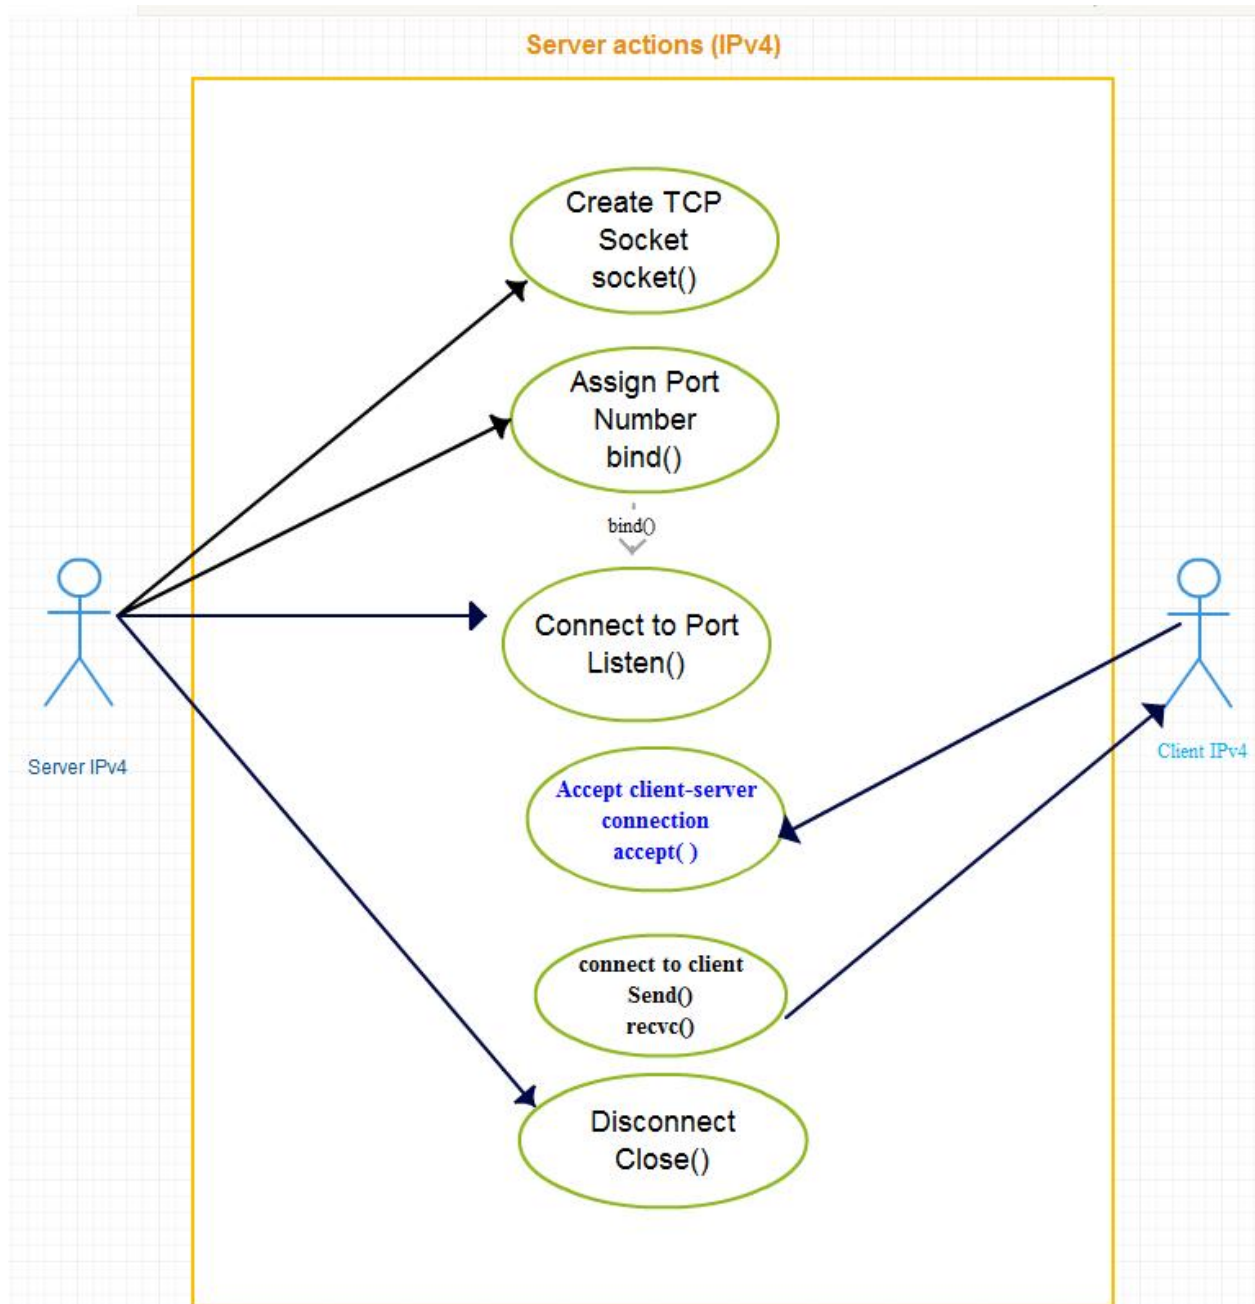 Server actions (IPv4)
Create TCP
Socket
socket()
Assign Port
Number
bind()
bind()
Connect to Port
Listen()
Server IPv4
Client IPv4
Accept client-server
connection
accept( )
connect to client
Send()
recvc()
Disconnect
Close()